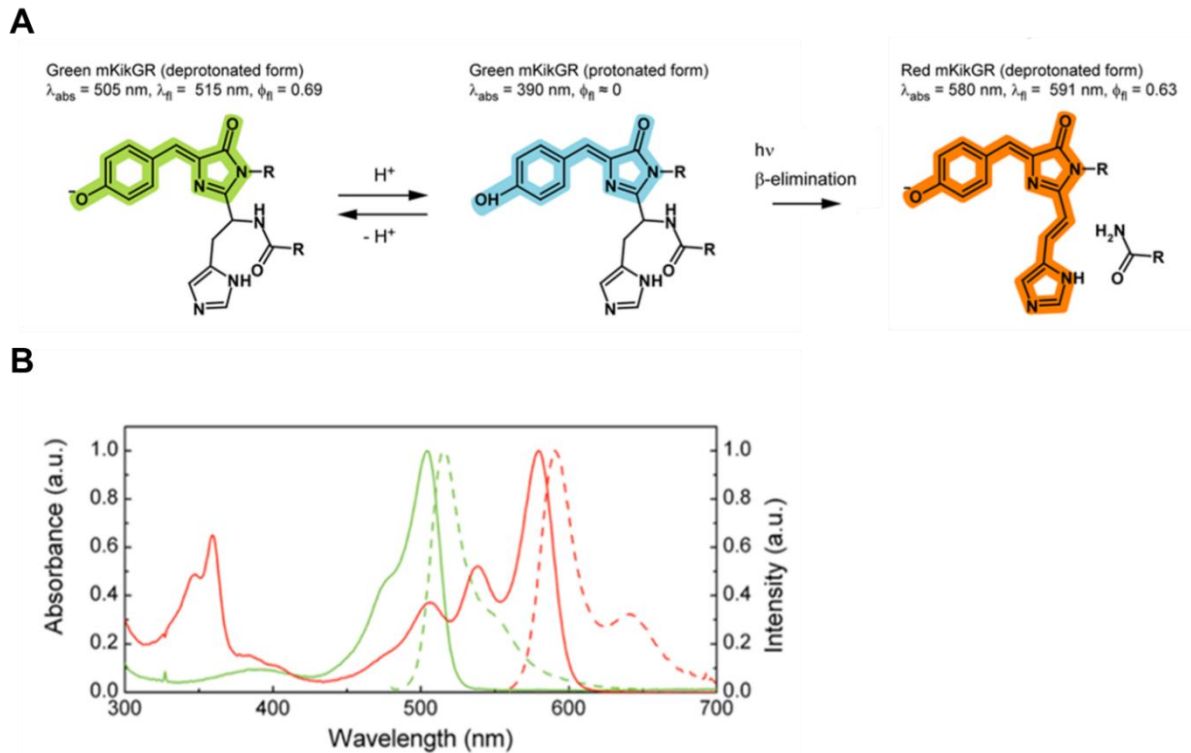 A
Green mKikGR (deprotonated form)
λabs = 505 nm, λfl = 515 nm, ϕfl = 0.69
Green mKikGR (protonated form)
λabs = 390 nm, ϕfl ≈ 0
Red mKikGR (deprotonated form)
λabs = 580 nm, λfl = 591 nm, ϕfl = 0.63
O
N
R
N
-O
H
N
R
O
NH
N
H+
- H+
O
N
R
N
OH
H
N
R
O
NH
N
hν
β-elimination
O
N
R
N
-O
H2N
R
O
NH
N
B
Absorbance (a.u.)
1.0
0.8
0.6
0.4
0.2
0.0
1.0
0.8
0.6
0.4
0.2
0.0
Intensity (a.u.)
300 400 500 600 700
Wavelength (nm)